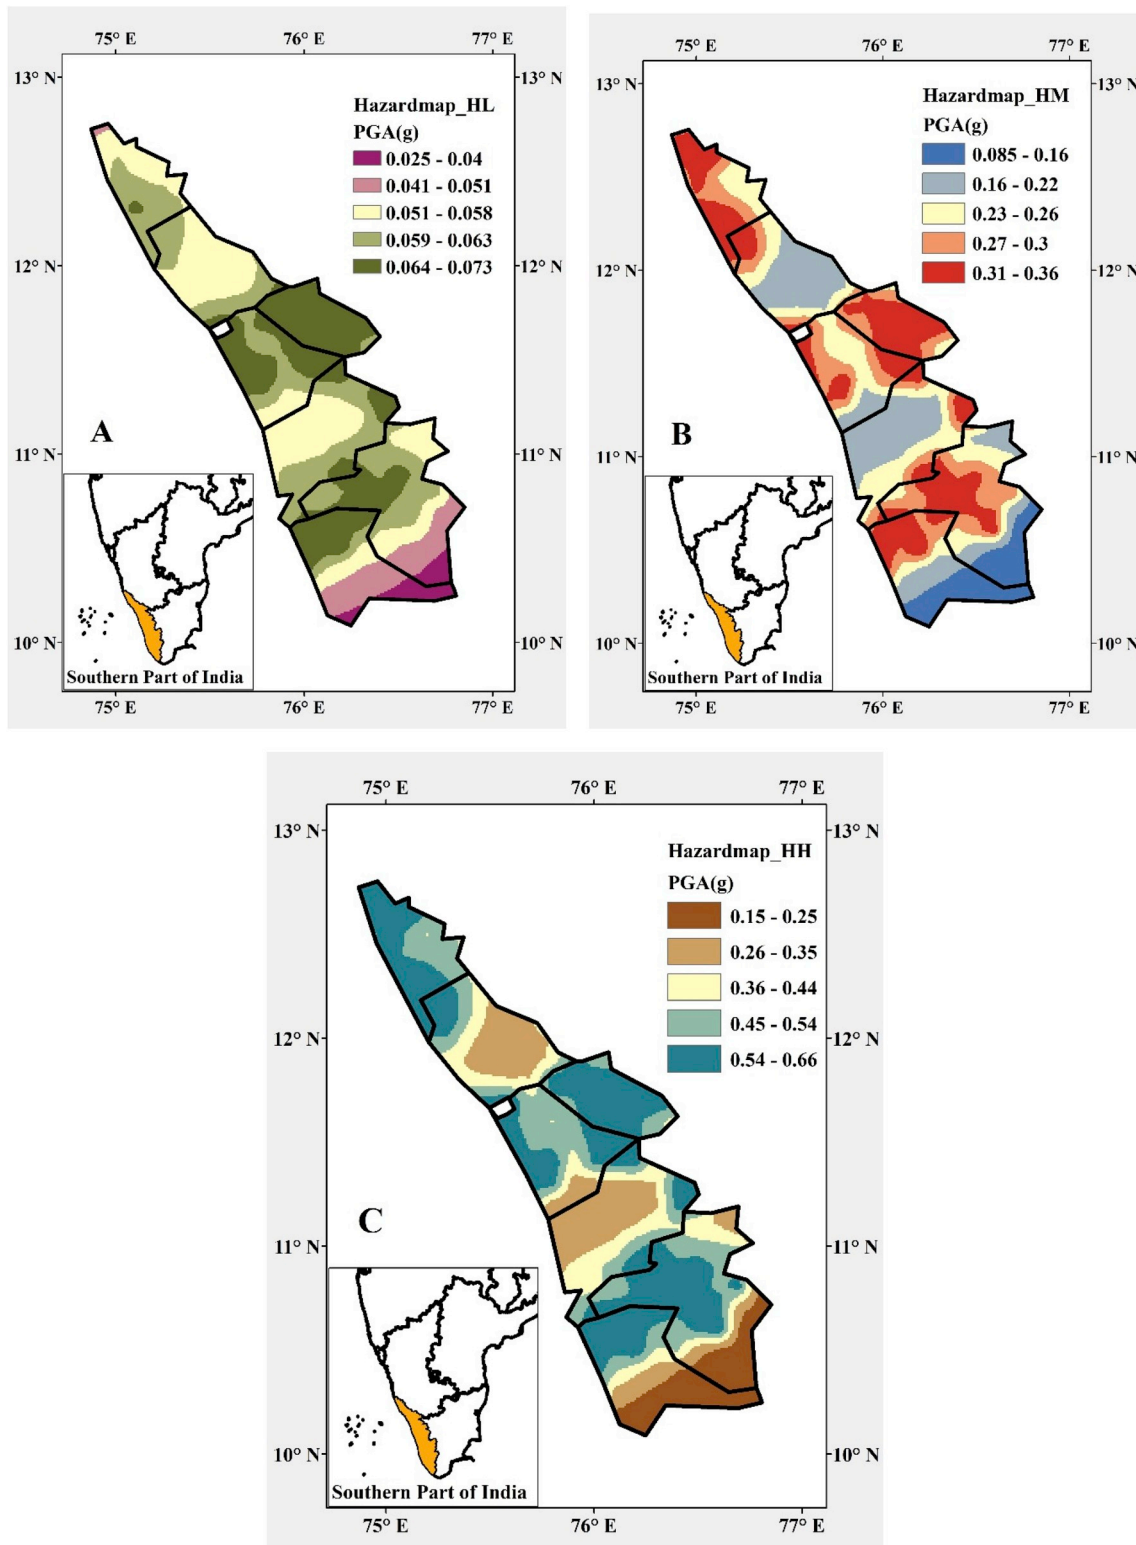 75° E 76° E 77° E
13° N 13° N
Hazardmap_HL
PGA(g)
0.025 - 0.04
0.041 - 0.051
0.051 - 0.058
0.059 - 0.063
0.064 - 0.073
12° N 12° N
A
11° N 11° N
10° N 10° N
Southern Part of India
75° E 76° E 77° E
75° E 76° E 77° E
13° N 13° N
Hazardmap_HM
PGA(g)
0.085 - 0.16
0.16 - 0.22
0.23 - 0.26
0.27 - 0.3
0.31 - 0.36
12° N 12° N
B
11° N 11° N
10° N 10° N
Southern Part of India
75° E 76° E 77° E
75° E 76° E 77° E
13° N 13° N
Hazardmap_HH
PGA(g)
0.15 - 0.25
0.26 - 0.35
0.36 - 0.44
0.45 - 0.54
0.54 - 0.66
12° N 12° N
C
11° N 11° N
10° N 10° N
Southern Part of India
75° E 76° E 77° E